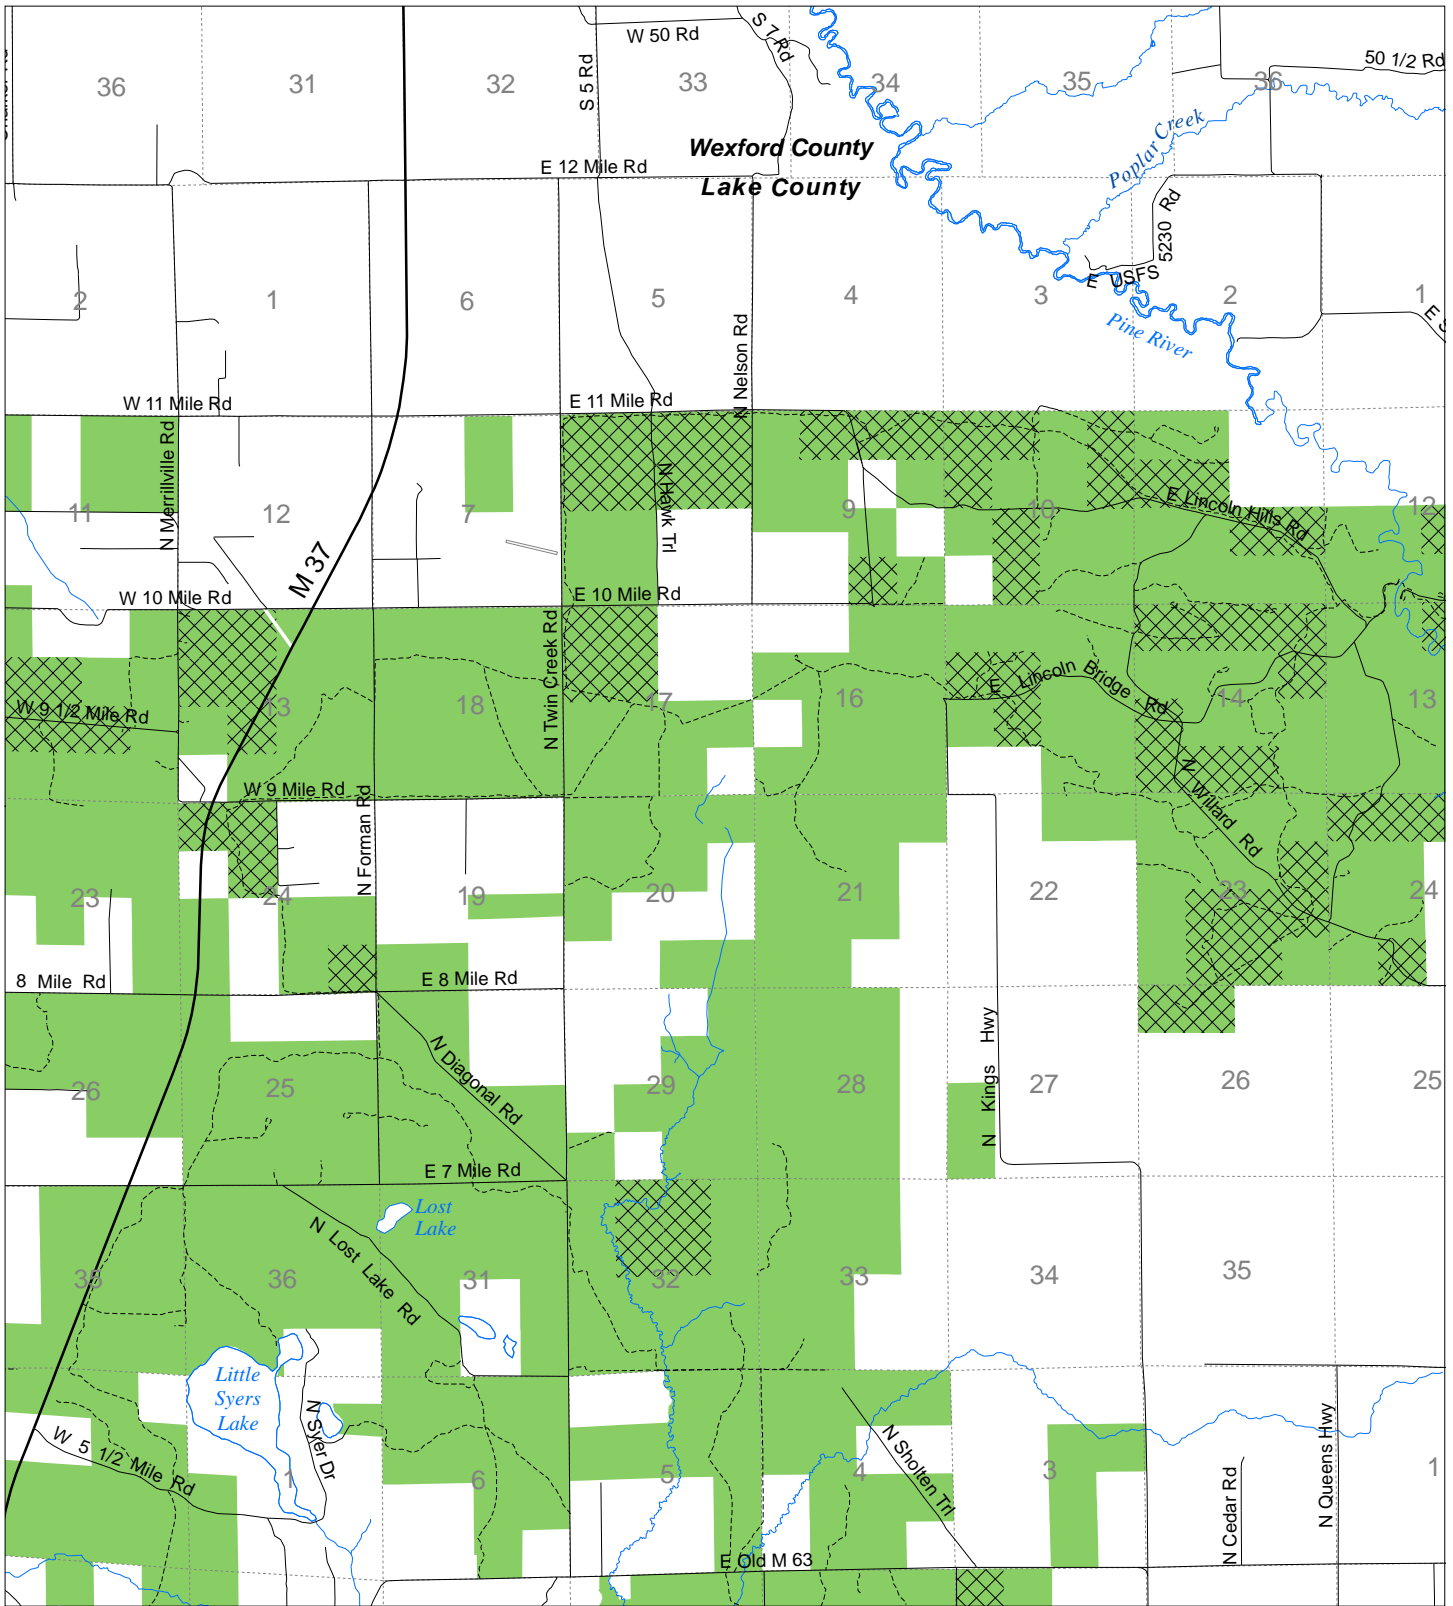 W 50 Rd
S 7 Rd
50 1/2 Rd
S 5 Rd
36
31
32
33
34
35
36
Wexford County
Poplar Creek
E 12 Mile Rd
Lake County
5230 Rd
E USFS
2
1
6
5
4
3
2
1
Pine River
N Nelson Rd
W 11 Mile Rd
E 11 Mile Rd
N Merrillville Rd
N Hawk Trl
E Lincoln Hills Rd
11
12
7
9
10
12
M 37
W 10 Mile Rd
E 10 Mile Rd
N Twin Creek Rd
E Lincoln Bridge Rd
W 9 1/2 Mile Rd
13
18
17
16
14
13
N Willard Rd
W 9 Mile Rd
N Forman Rd
23
24
19
20
21
22
23
24
8 Mile Rd
E 8 Mile Rd
N Kings Hwy
N Diagonal Rd
26
25
29
28
27
26
25
E 7 Mile Rd
Lost
Lake
N Lost Lake Rd
35
36
31
32
33
34
35
Little
Syers
Lake
N Syer Dr
N Sholten Trl
N Queens Hwy
W 5 1/2 Mile Rd
1
6
5
4
3
1
N Cedar Rd
E Old M 63